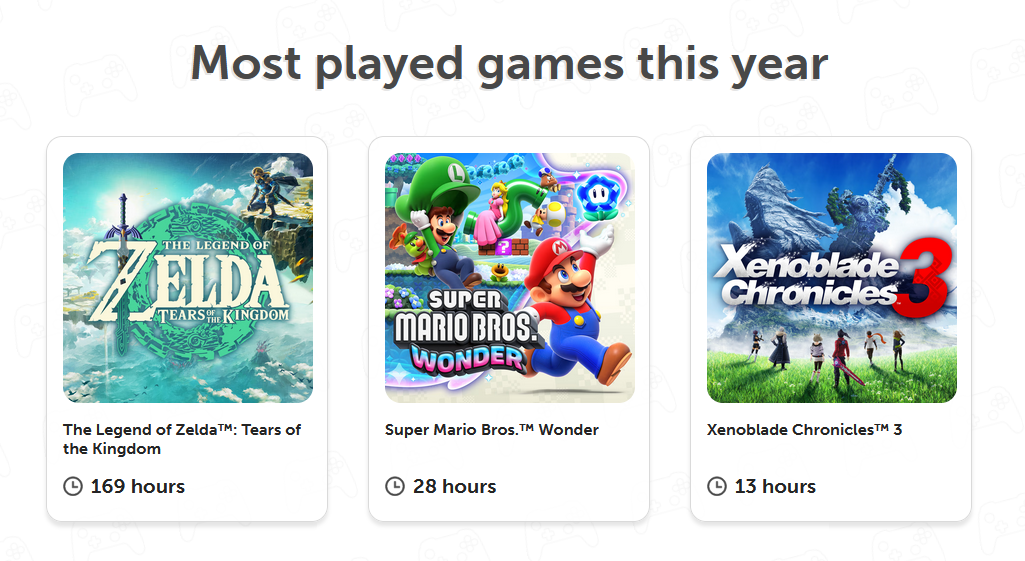 Most played games this year
THE LEGEND OF
ZELDA
TEARS OF THE KINGDOM
SUPER
MARIO BROS.
WONDER
Xenoblade
Chronicles 3
The Legend of Zelda™: Tears of
the Kingdom
Super Mario Bros.™ Wonder
Xenoblade Chronicles™ 3
169 hours
28 hours
13 hours